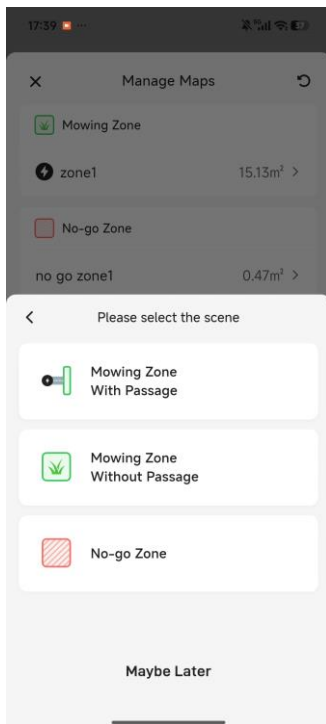 17:39
Manage Maps
Mowing Zone
zone1 15.13m²
No-go Zone
no go zone1 0.47m²
Please select the scene
Mowing Zone
With Passage
Mowing Zone
Without Passage
No-go Zone
Maybe Later